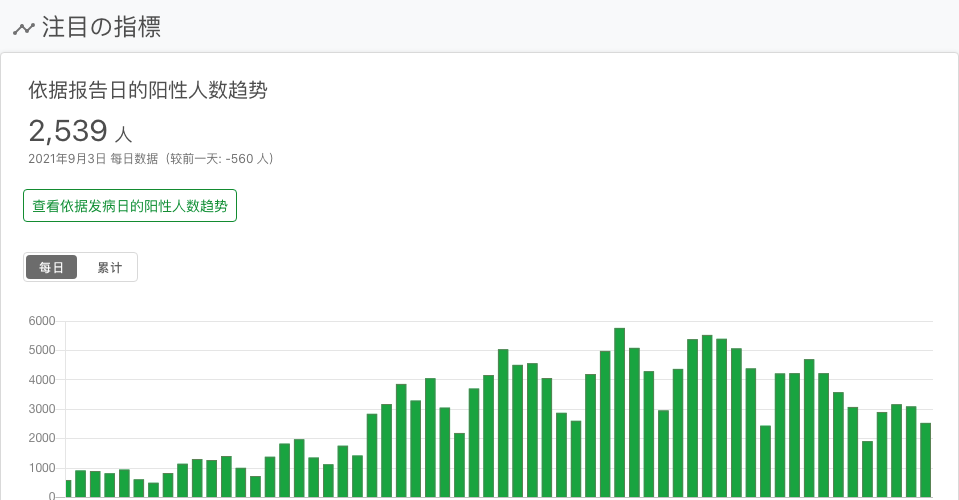 注目の指標
依据报告日的阳性人数趋势
2,539 人
2021年9月3日 每日数据（较前一天: -560 人）
查看依据发病日的阳性人数趋势
每日 累计
6000
5000
4000
3000
2000
1000
0